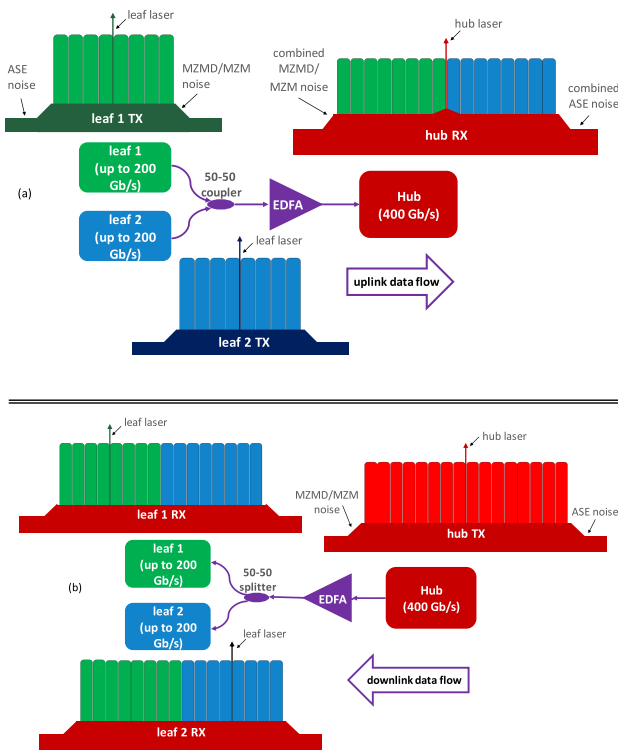 leaf laser
hub laser
ASE
noise
MZMD/MZM
noise
combined
MZMD/
MZM noise
combined
ASE noise
leaf 1 TX
hub RX
leaf 1
(up to 200
Gb/s)
50-50
coupler
(a)
EDFA
Hub
(400 Gb/s)
leaf 2
(up to 200
Gb/s)
leaf laser
uplink data flow
leaf 2 TX
leaf laser
hub laser
MZMD/MZM
noise
ASE noise
leaf 1 RX
hub TX
leaf 1
(up to 200
Gb/s)
50-50
splitter
(b)
EDFA
Hub
(400 Gb/s)
leaf 2
(up to 200
Gb/s)
leaf laser
downlink data flow
leaf 2 RX